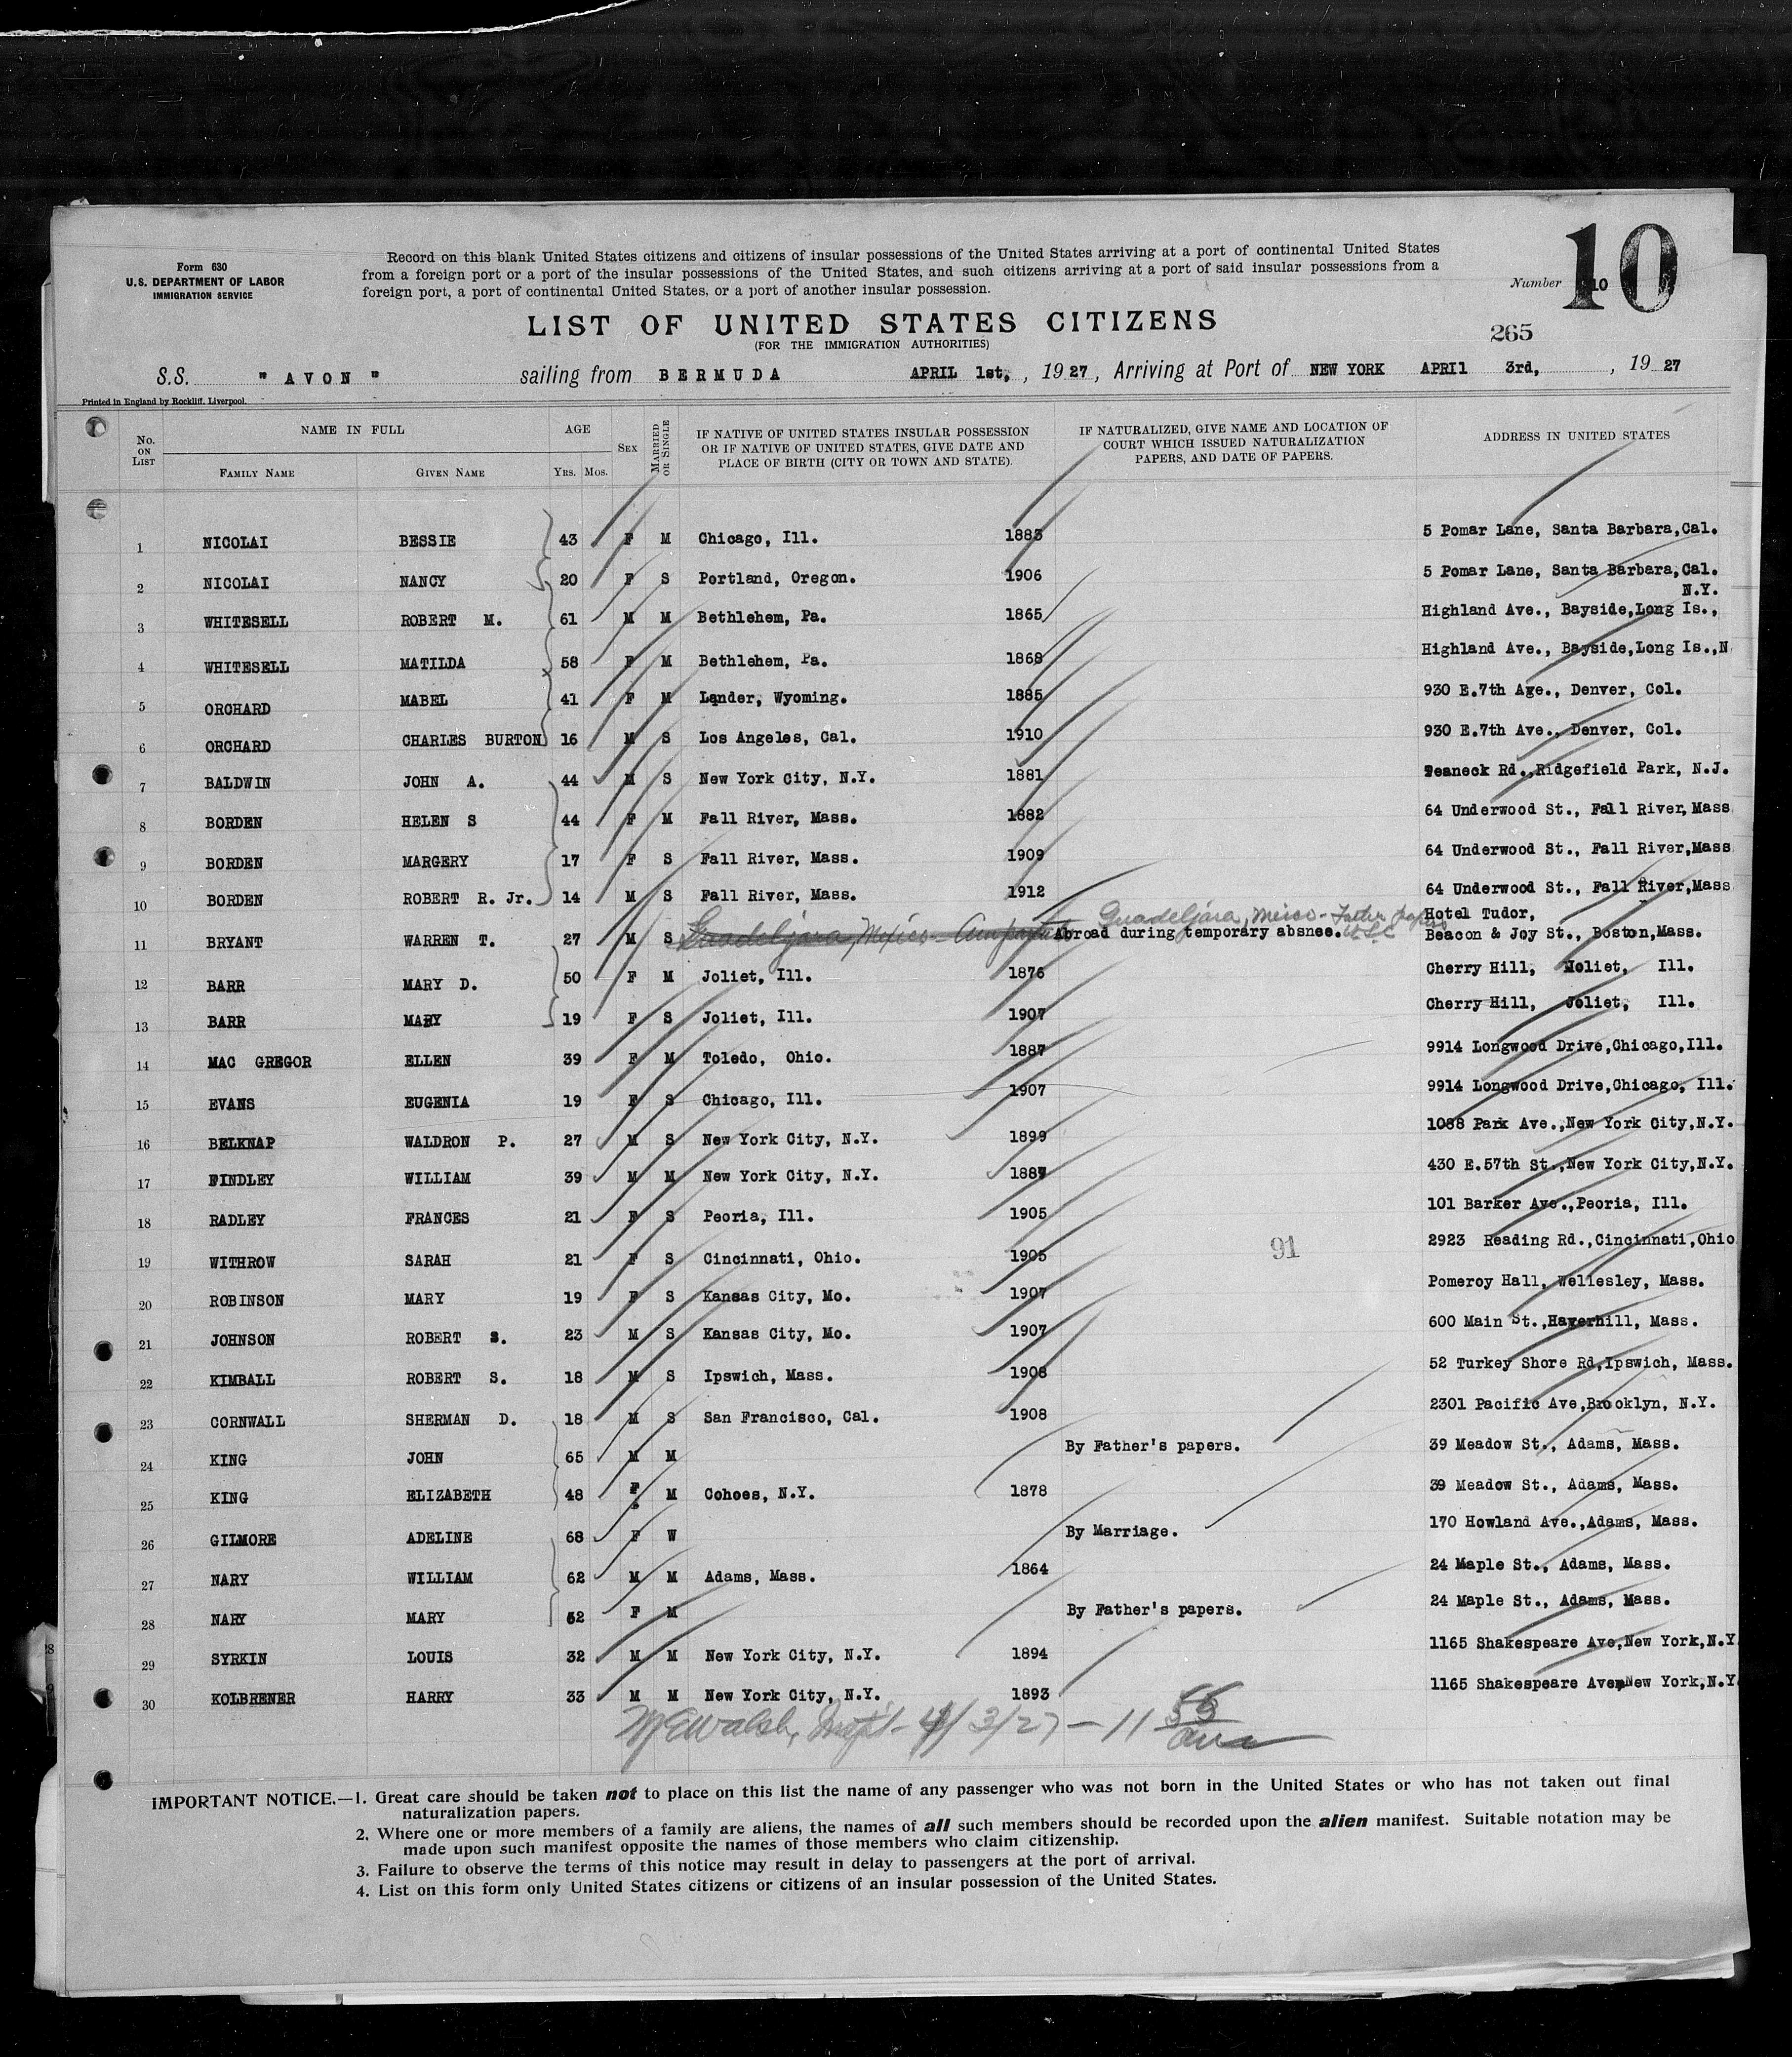 Form 630
U.S. DEPARTMENT OF LABOR
IMMIGRATION SERVICE
Record on this blank United States citizens and citizens of insular possessions of the United States arriving at a port of continental United States
from a foreign port or a port of the insular possessions of the United States, and such citizens arriving at a port of said insular possessions from a
foreign port, a port of continental United States, or a port of another insular possession.
Number 10
10
LIST OF UNITED STATES CITIZENS
(FOR THE IMMIGRATION AUTHORITIES)
265
S.S. "AVON" sailing from BERMUDA APRIL 1st, , 1927, Arriving at Port of NEW YORK APRIl 3rd, , 19 27
Printed in England by Rockliff, Liverpool.
No. ON LIST
NAME IN FULL
FAMILY NAME GIVEN NAME
AGE
YRS. MOS.
SEX
MARRIED OR SINGLE
IF NATIVE OF UNITED STATES INSULAR POSSESSION
OR IF NATIVE OF UNITED STATES, GIVE DATE AND
PLACE OF BIRTH (CITY OR TOWN AND STATE).
IF NATURALIZED, GIVE NAME AND LOCATION OF
COURT WHICH ISSUED NATURALIZATION
PAPERS, AND DATE OF PAPERS.
ADDRESS IN UNITED STATES
1 NICOLAI BESSIE 43 F M Chicago, Ill. 1883 5 Pomar Lane, Santa Barbara,Cal.
2 NICOLAI NANCY 20 F S Portland, Oregon. 1906 5 Pomar Lane, Santa Barbara,Cal.
N.Y.
3 WHITESELL ROBERT M. 61 M M Bethlehem, Pa. 1865 Highland Ave., Bayside,Long Is.,
4 WHITESELL MATILDA 58 F M Bethlehem, Pa. 1868 Highland Ave., Bayside,Long Is.,N
5 ORCHARD MABEL 41 F M Lander, Wyoming. 1885 930 E.7th Age., Denver, Col.
6 ORCHARD CHARLES BURTON 16 M S Los Angeles, Cal. 1910 930 E.7th Ave., Denver, Col.
7 BALDWIN JOHN A. 44 M S New York City, N.Y. 1881 Teaneck Rd.,Ridgefield Park, N.J.
8 BORDEN HELEN S 44 F M Fall River, Mass. 1882 64 Underwood St., Fall River,Mass
9 BORDEN MARGERY 17 F S Fall River, Mass. 1909 64 Underwood St., Fall River,Mass
10 BORDEN ROBERT R. Jr. 14 M S Fall River, Mass. 1912 64 Underwood St., Fall River,Mass
Guadeljara, Mexico - Father papers Hotel Tudor,
11 BRYANT WARREN T. 27 M S Guadeljara, Mexico - Abroad during temporary absnee. U.S.C Beacon & Joy St., Boston,Mass.
12 BARR MARY D. 50 F M Joliet, Ill. 1876 Cherry Hill, Joliet, Ill.
13 BARR MARY 19 F S Joliet, Ill. 1907 Cherry Hill, Joliet, Ill.
14 MAC GREGOR ELLEN 39 F M Toledo, Ohio. 1887 9914 Longwood Drive,Chicago,Ill.
15 EVANS EUGENIA 19 F S Chicago, Ill. 1907 9914 Longwood Drive,Chicago, Ill.
16 BELKNAP WALDRON P. 27 M S New York City, N.Y. 1899 1088 Park Ave.,New York City,N.Y.
17 FINDLEY WILLIAM 39 M M New York City, N.Y. 1887 430 E.57th St.,New York City,N.Y.
18 RADLEY FRANCES 21 F S Peoria, Ill. 1905 101 Barker Ave.,Peoria, Ill.
19 WITHROW SARAH 21 F S Cincinnati, Ohio. 1905 91 2923 Reading Rd.,Cincinnati,Ohio
20 ROBINSON MARY 19 F S Kansas City, Mo. 1907 Pomeroy Hall, Wellesley, Mass.
21 JOHNSON ROBERT S. 23 M S Kansas City, Mo. 1907 600 Main St.,Haverhill, Mass.
22 KIMBALL ROBERT S. 18 M S Ipswich, Mass. 1908 52 Turkey Shore Rd,Ipswich, Mass.
23 CORNWALL SHERMAN D. 18 M S San Francisco, Cal. 1908 2301 Pacific Ave,Brooklyn, N.Y.
24 KING JOHN 65 M M By Father's papers. 39 Meadow St., Adams, Mass.
25 KING ELIZABETH 48 F M Cohoes, N.Y. 1878 39 Meadow St., Adams, Mass.
26 GILMORE ADELINE 68 F W By Marriage. 170 Howland Ave.,Adams, Mass.
27 NARY WILLIAM 62 M M Adams, Mass. 1864 24 Maple St., Adams, Mass.
28 NARY MARY 52 F M By Father's papers. 24 Maple St., Adams, Mass.
29 SYRKIN LOUIS 32 M M New York City, N.Y. 1894 1165 Shakespeare Ave,New York,N.Y
30 KOLBRENER HARRY 33 M M New York City, N.Y. 1893 1165 Shakespeare Ave,New York,N.Y.
Walsh, 4/3/27 - 11 55
IMPORTANT NOTICE.—1. Great care should be taken not to place on this list the name of any passenger who was not born in the United States or who has not taken out final
naturalization papers.
2. Where one or more members of a family are aliens, the names of all such members should be recorded upon the alien manifest. Suitable notation may be
made upon such manifest opposite the names of those members who claim citizenship.
3. Failure to observe the terms of this notice may result in delay to passengers at the port of arrival.
4. List on this form only United States citizens or citizens of an insular possession of the United States.